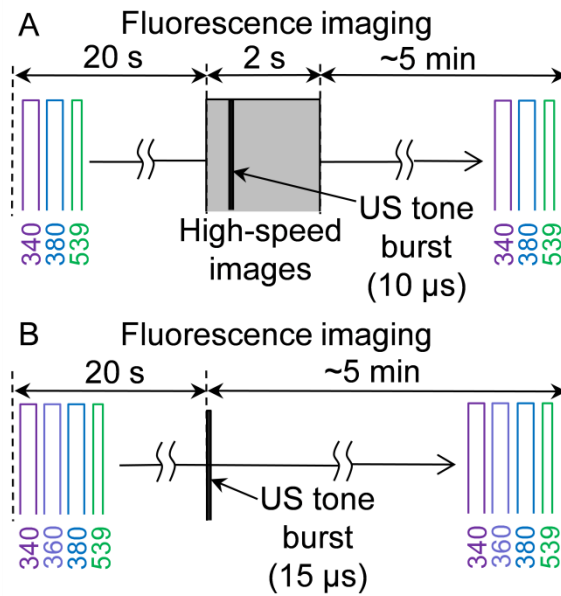 A
Fluorescence imaging
20 s
2 s
~5 min
340
380
539
High-speed
images
US tone
burst
(10 µs)
340
380
539
B
Fluorescence imaging
20 s
~5 min
340
360
380
539
US tone
burst
(15 µs)
340
360
380
539